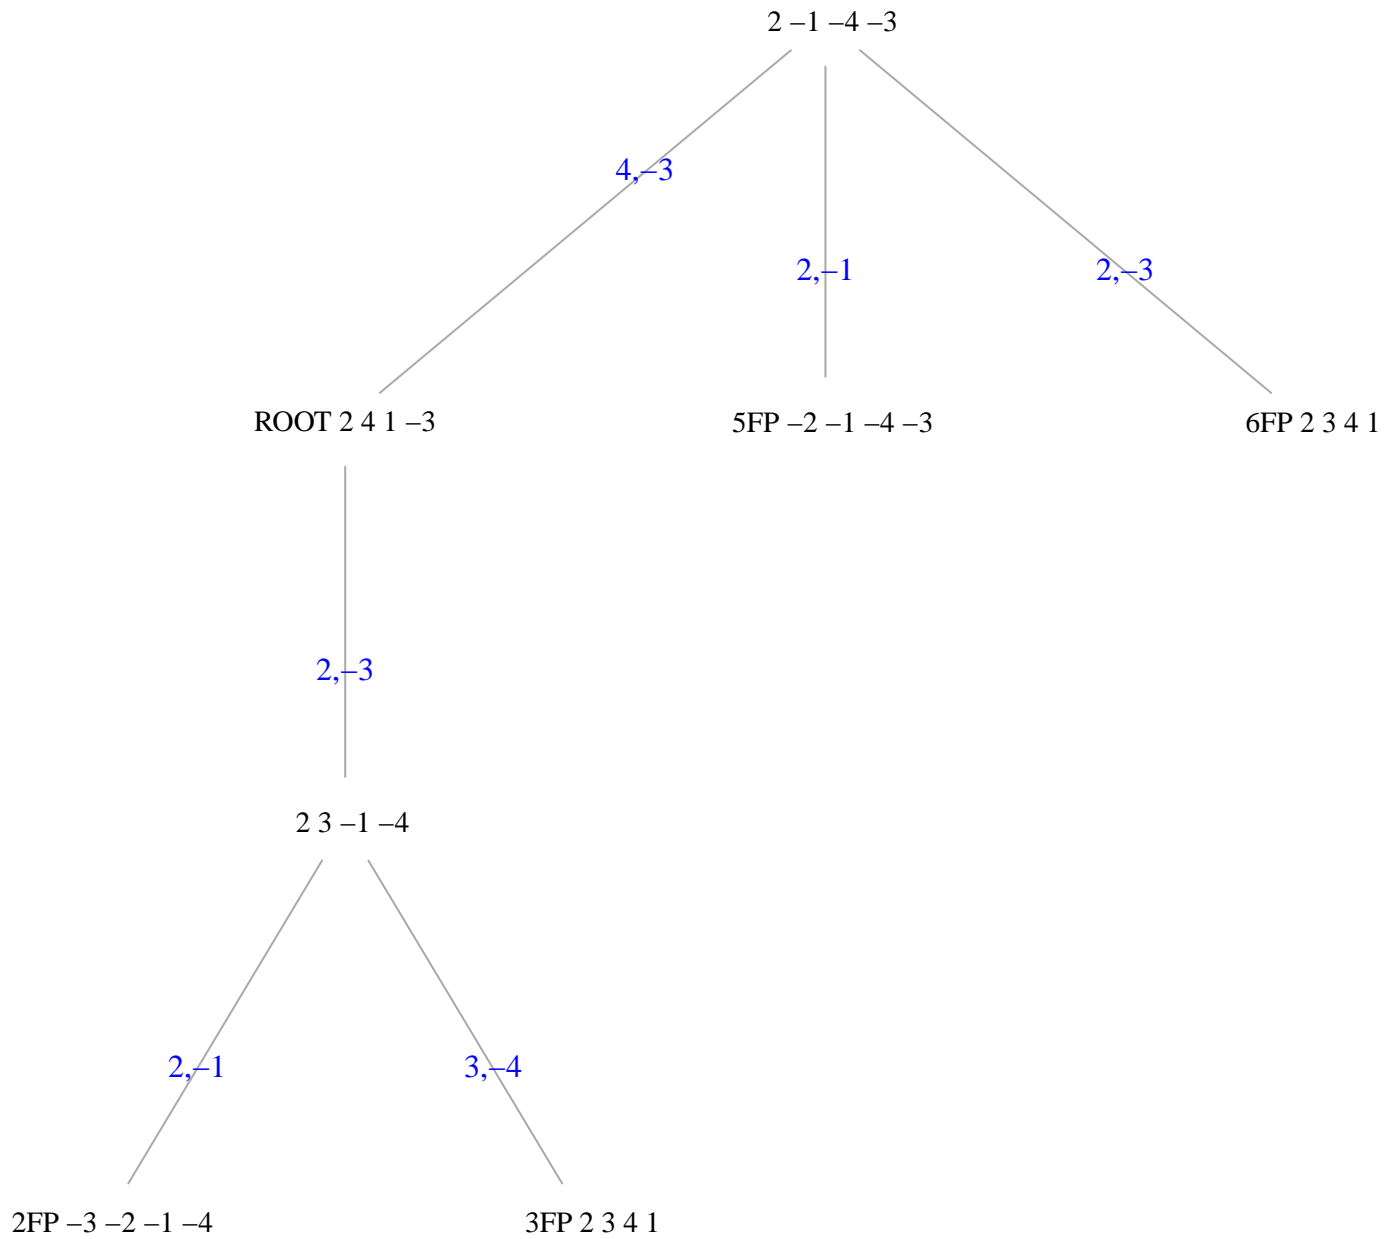 2 –1 –4 –3
4,–3
2,–1
2,–3
ROOT 2 4 1 –3
5FP –2 –1 –4 –3
6FP 2 3 4 1
2,–3
2 3 –1 –4
2,–1
3,–4
2FP –3 –2 –1 –4
3FP 2 3 4 1